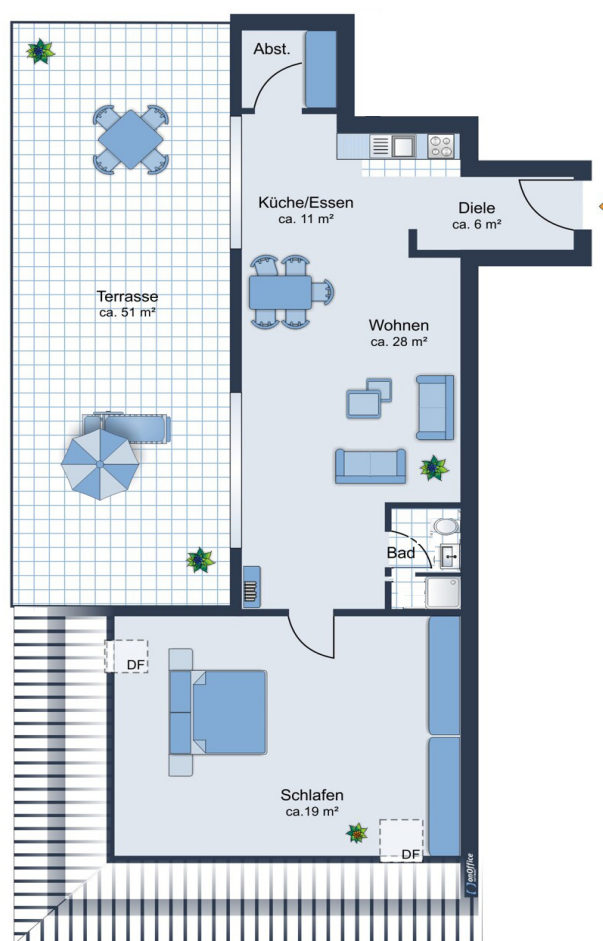 Abst.
Küche/Essen
ca. 11 m²
Diele
ca. 6 m²
Terrasse
ca. 51 m²
Wohnen
ca. 28 m²
Bad
DF
Schlafen
ca.19 m²
DF
onOffice